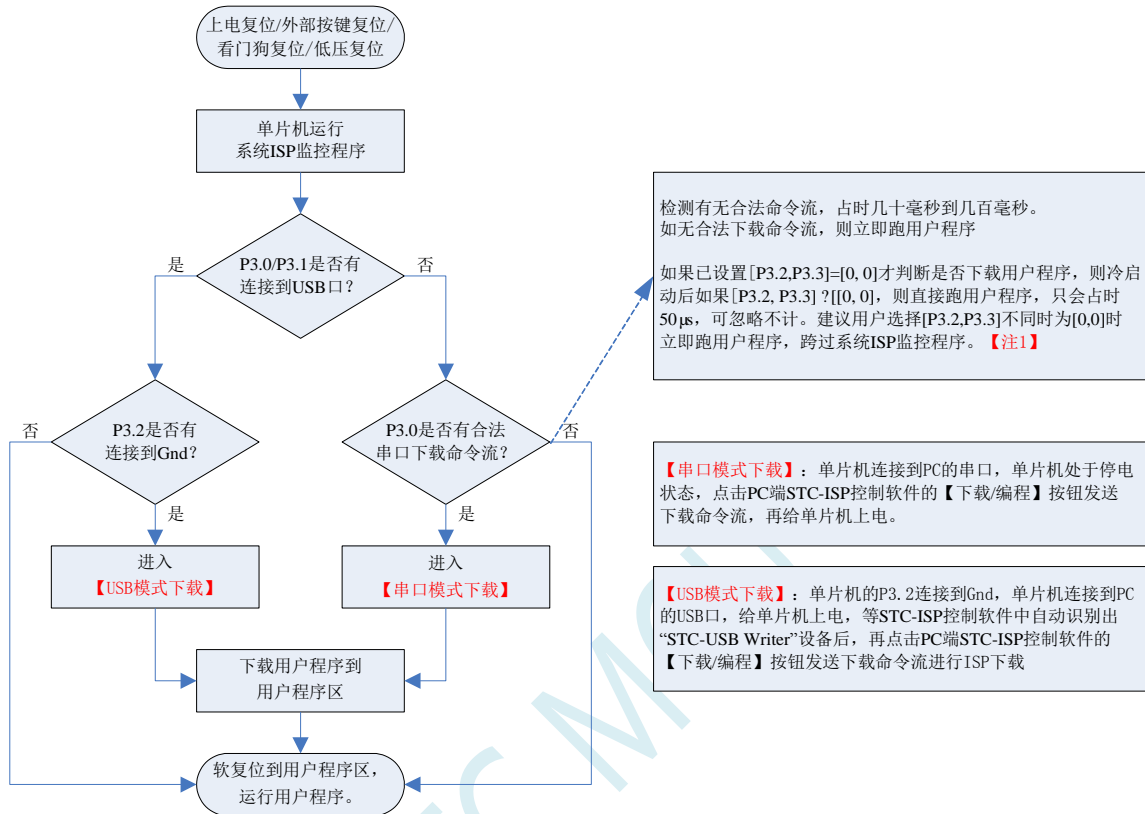 上电复位/外部按键复位/
看门狗复位/低压复位
单片机运行
系统ISP监控程序
P3.0/P3.1是否有
连接到USB口？
是
否
P3.2是否有
连接到Gnd？
否
是
P3.0是否有合法
串口下载命令流？
否
是
进入
【USB模式下载】
进入
【串口模式下载】
下载用户程序到
用户程序区
软复位到用户程序区，
运行用户程序。
检测有无合法命令流，占时几十毫秒到几百毫秒。
如无合法下载命令流，则立即跑用户程序
如果已设置[P3.2,P3.3]=[0, 0]才判断是否下载用户程序，则冷启
动后如果[P3.2, P3.3] ?[[0, 0]，则直接跑用户程序，只会占时
50μs，可忽略不计。建议用户选择[P3.2,P3.3]不同时为[0,0]时
立即跑用户程序，跨过系统ISP监控程序。【注1】
【串口模式下载】：单片机连接到PC的串口，单片机处于停电
状态，点击PC端STC-ISP控制软件的【下载/编程】按钮发送
下载命令流，再给单片机上电。
【USB模式下载】：单片机的P3.2连接到Gnd，单片机连接到PC
的USB口，给单片机上电，等STC-ISP控制软件中自动识别出
“STC-USB Writer”设备后，再点击PC端STC-ISP控制软件的
【下载/编程】按钮发送下载命令流进行ISP下载